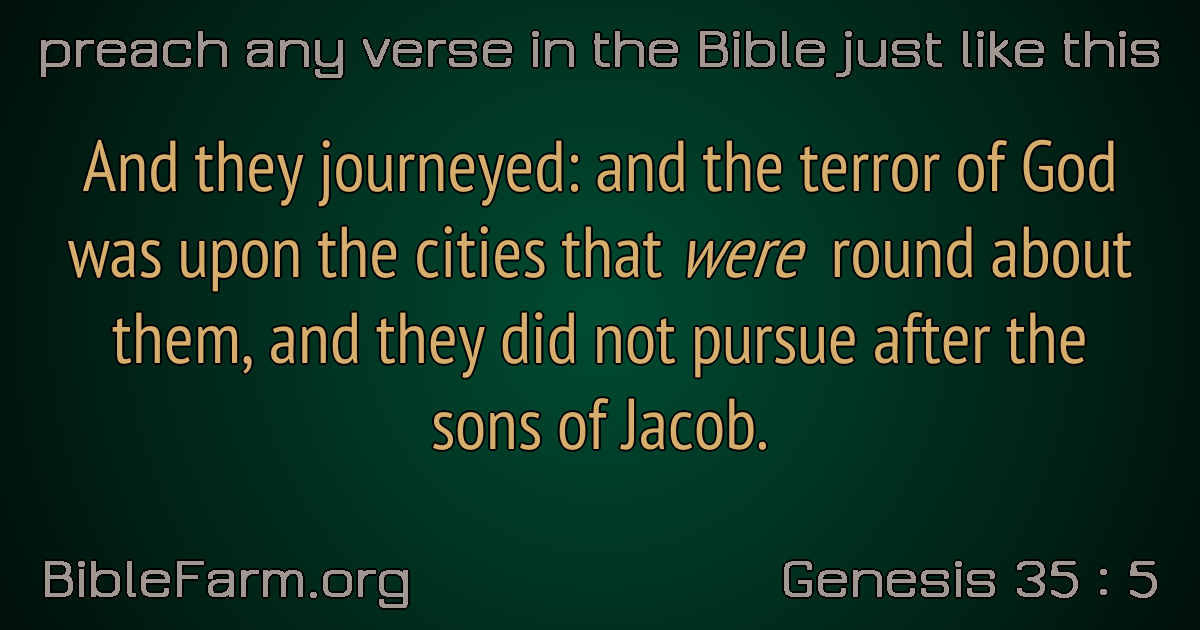 preach any verse in the Bible just like this
And they journeyed: and the terror of God
was upon the cities that were round about
them, and they did not pursue after the
sons of Jacob.
BibleFarm.org
Genesis 35 : 5